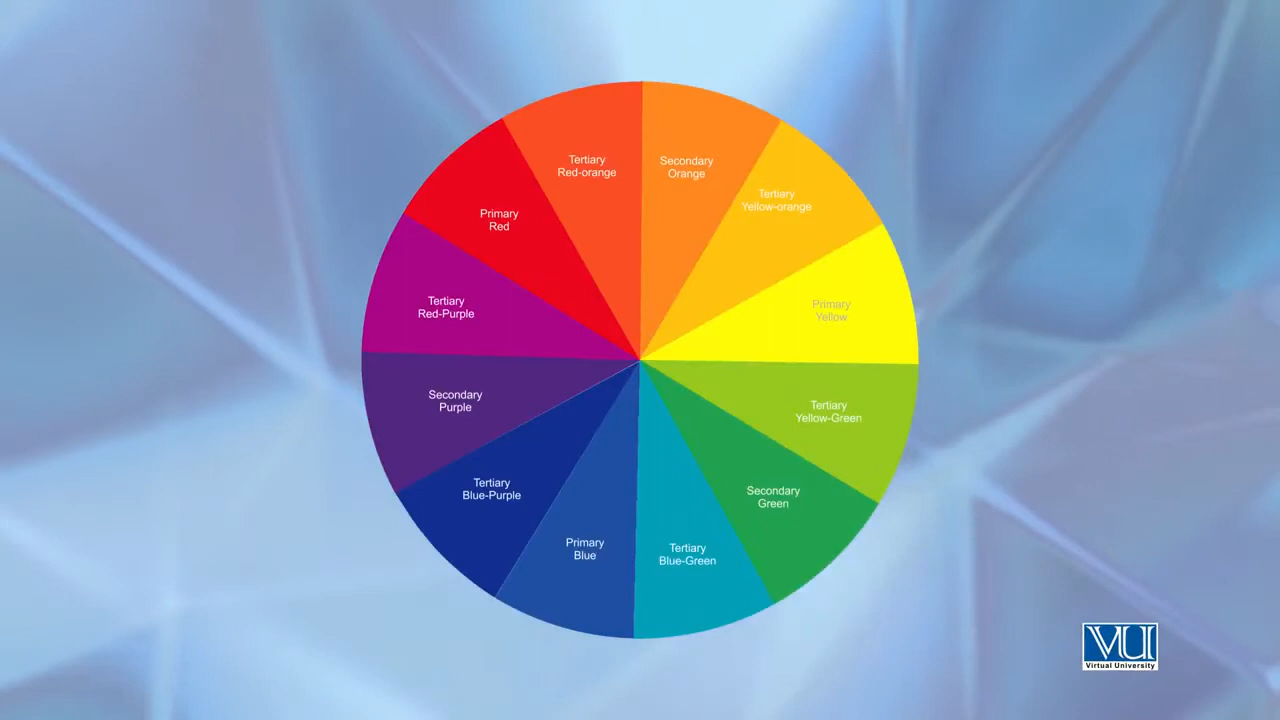 Tertiary
Red-orange
Secondary
Orange
Tertiary
Yellow-orange
Primary
Yellow
Tertiary
Yellow-Green
Secondary
Green
Tertiary
Blue-Green
Primary
Blue
Tertiary
Blue-Purple
Secondary
Purple
Tertiary
Red-Purple
Primary
Red
VU
Virtual University